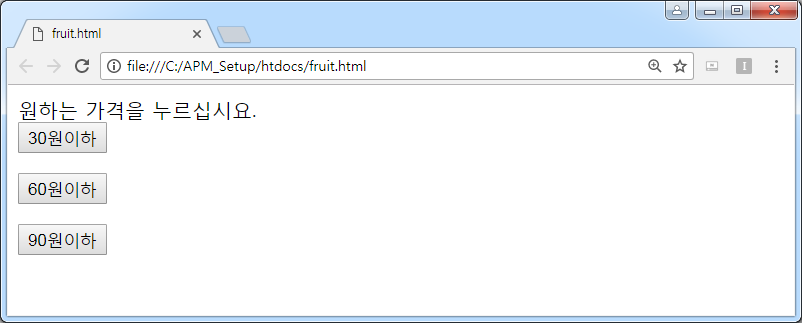 fruit.html
file:///C:/APM_Setup/htdocs/fruit.html
원하는 가격을 누르십시요.
30원이하
60원이하
90원이하